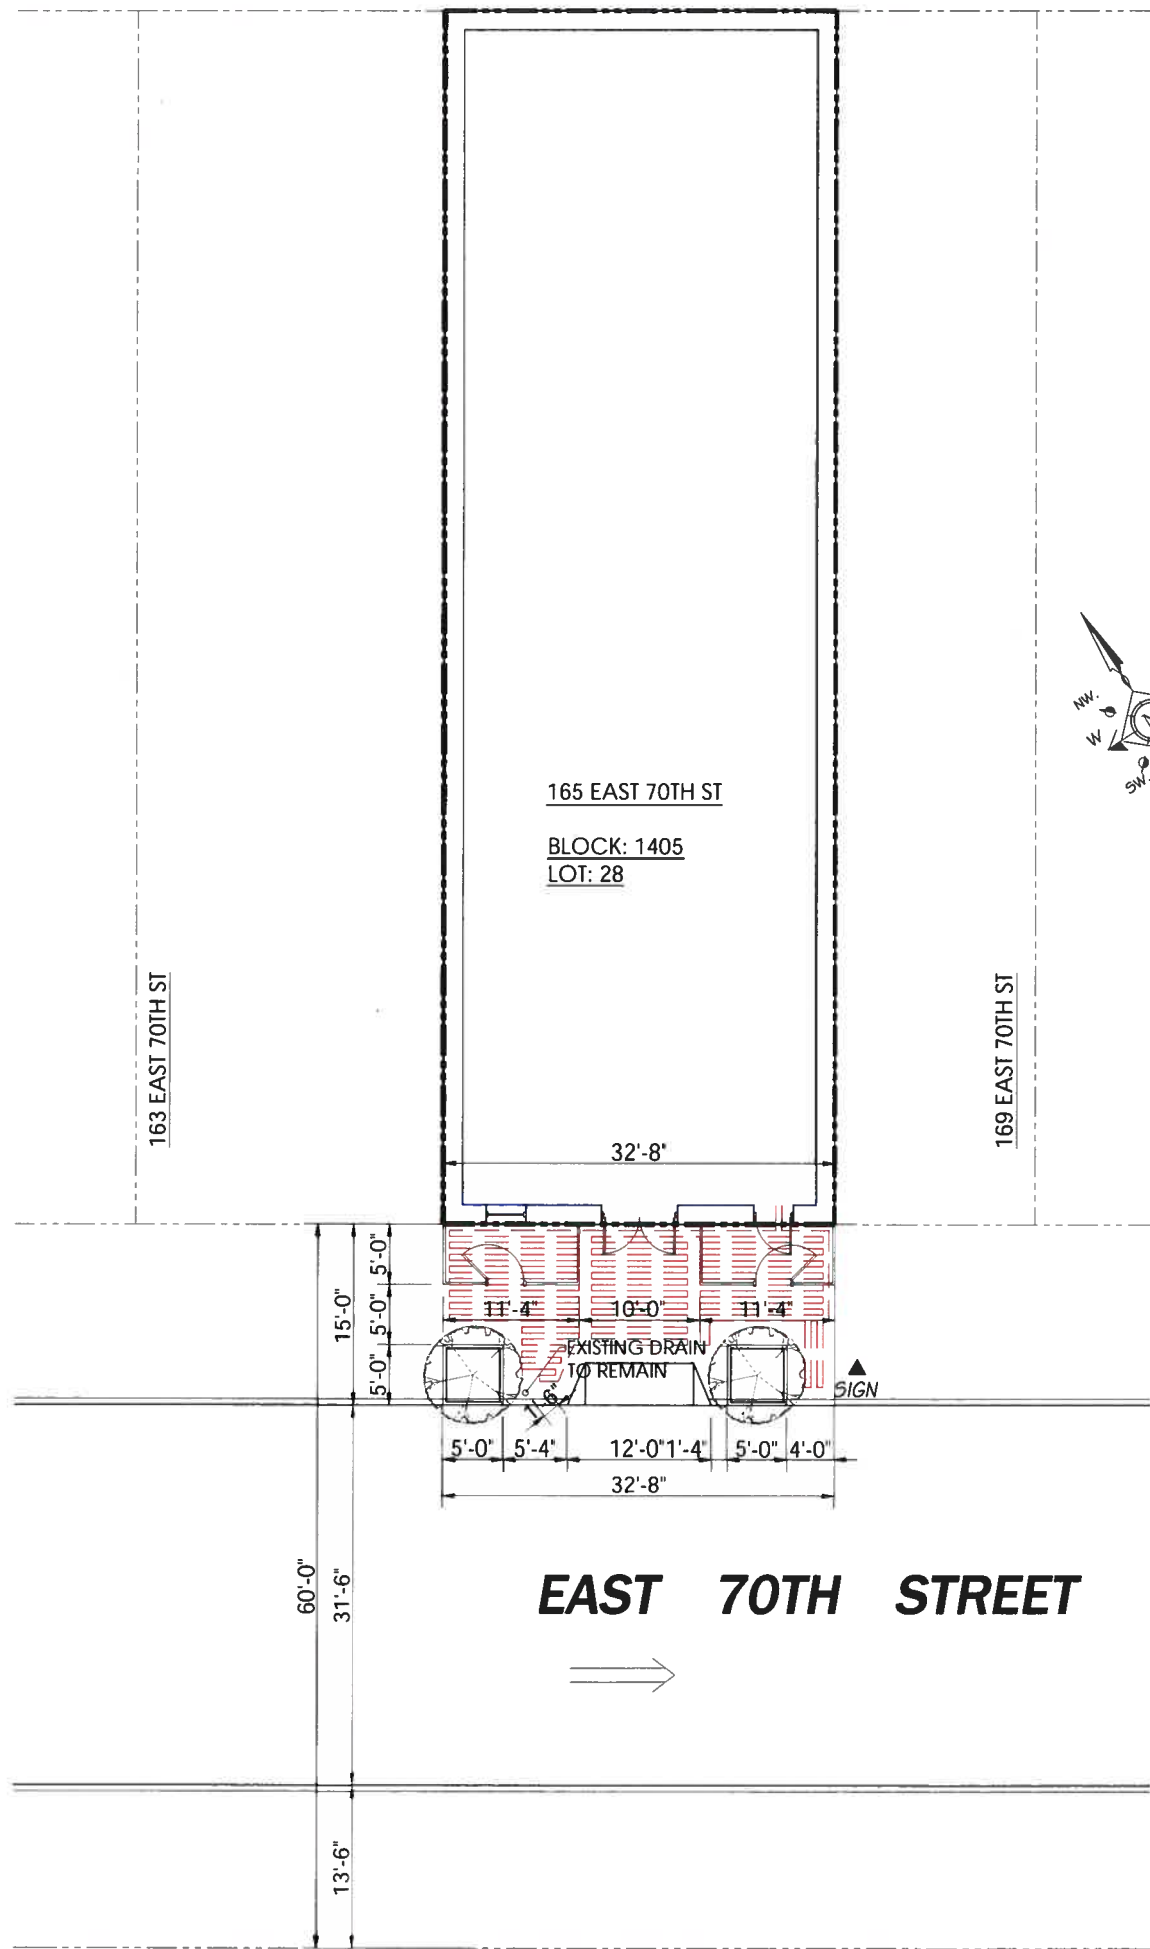 NW.
W
SW.
165 EAST 70TH ST
BLOCK: 1405
LOT: 28
163 EAST 70TH ST
169 EAST 70TH ST
32'-8"
5'-0"
15'-0"
5'-0"
11'-4" 10'-0" 11'-4"
EXISTING DRAIN
TO REMAIN
5'-0"
SIGN
5'-0" 5'-4" 12'-0" 1'-4" 5'-0" 4'-0"
32'-8"
60'-0"
31'-6"
EAST 70TH STREET
13'-6"